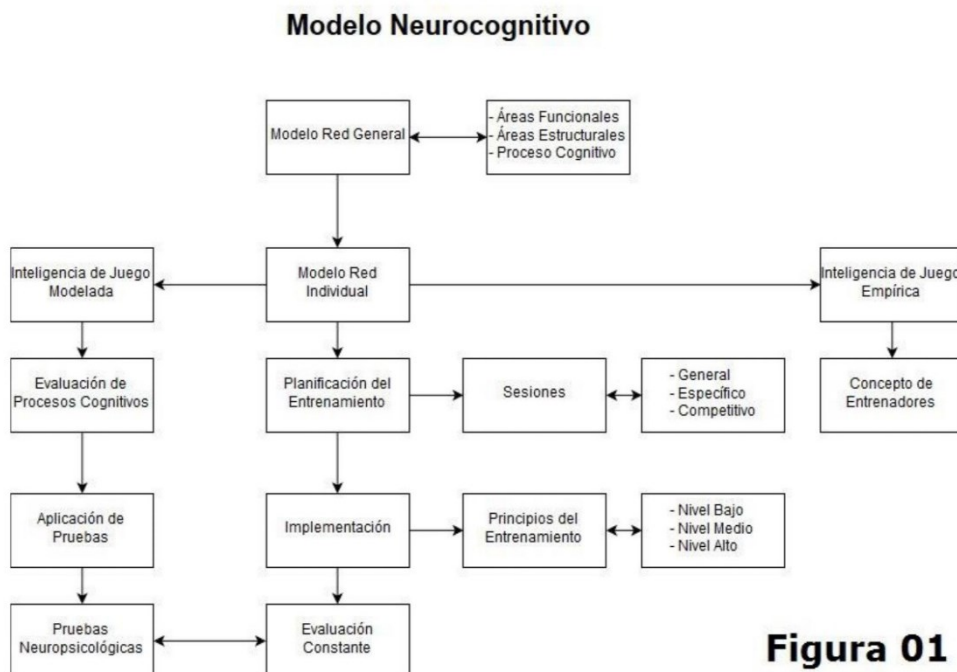 Modelo Neurocognitivo
Modelo Red General
- Áreas Funcionales
- Áreas Estructurales
- Proceso Cognitivo
Inteligencia de Juego
Modelada
Modelo Red
Individual
Inteligencia de Juego
Empírica
Evaluación de
Procesos Cognitivos
Planificación del
Entrenamiento
Sesiones
- General
- Específico
- Competitivo
Concepto de
Entrenadores
Aplicación de
Pruebas
Implementación
Principios del
Entrenamiento
- Nivel Bajo
- Nivel Medio
- Nivel Alto
Pruebas
Neuropsicológicas
Evaluación
Constante
Figura 01